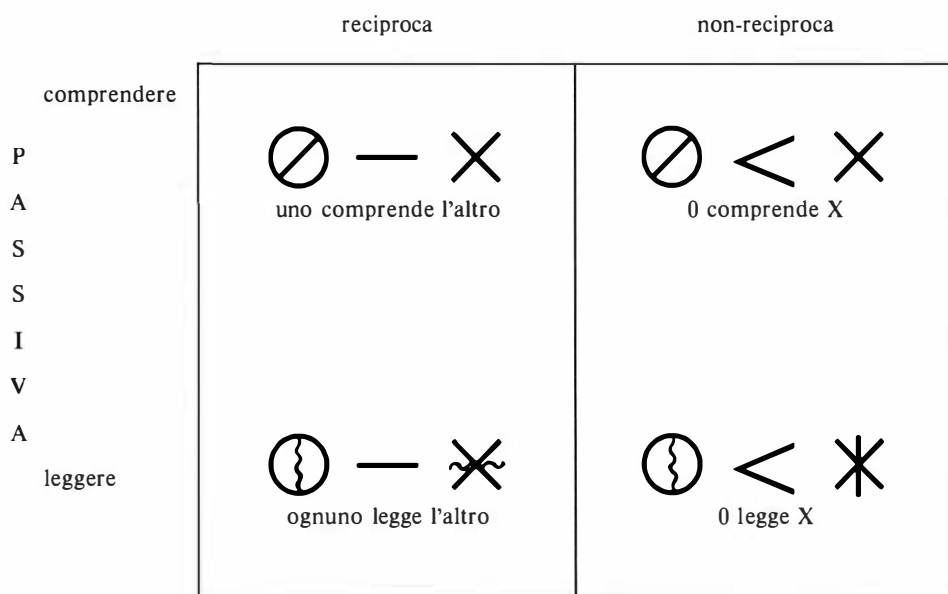 reciproca non-reciproca
comprendere
P
A
S
S
I
V
A
uno comprende l'altro 0 comprende X
leggere
ognuno legge l'altro 0 legge X